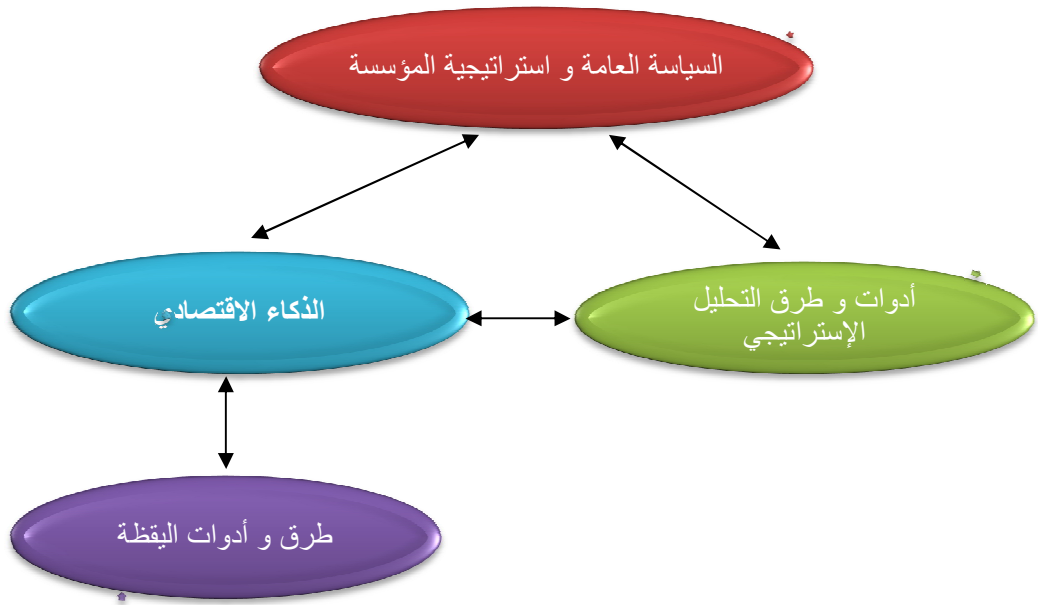 السياسة العامة و استراتيجية المؤسسة
أدوات و طرق التحليل
الإستراتيجي
الذكاء الاقتصادي
طرق و أدوات اليقظة